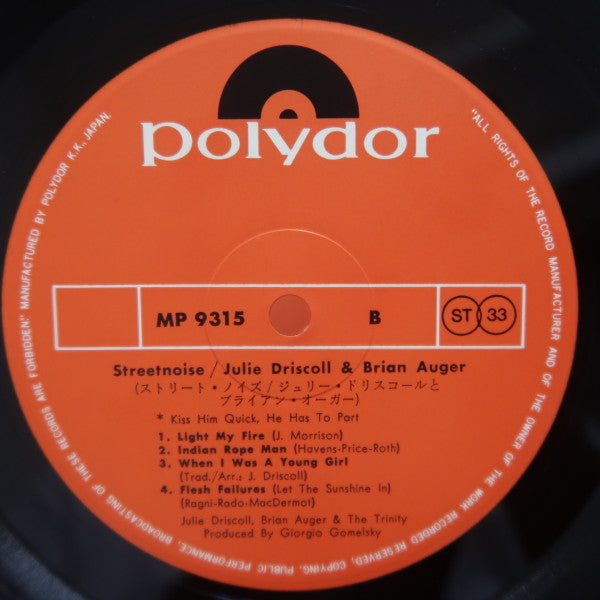 polydor
MP 9315 B ST 33
Streetnoise / Julie Driscoll & Brian Auger
(ストリート・ノイズ / ジュリー・ドリスコールと
ブライアン・オーガー)
* Kiss Him Quick, He Has To Part
1. Light My Fire (J. Morrison)
2. Indian Rope Man (Havens-Price-Roth)
3. When I Was A Young Girl
(Trad./Arr.: J. Driscoll)
4. Flesh Failures (Let The Sunshine In)
(Ragni-Rado-MacDermot)
Julie Driscoll, Brian Auger & The Trinity
Produced By Giorgio Gomelsky
"ALL RIGHTS OF THE RECORD MANUFACTURER AND OF THE OWNER OF THE WORK RECORDED RESERVED, COPYING, PUBLIC PERFORMANCE, BROADCASTING OF THESE RECORDS ARE FORBIDDEN." MANUFACTURED BY POLYDOR K.K., JAPAN.